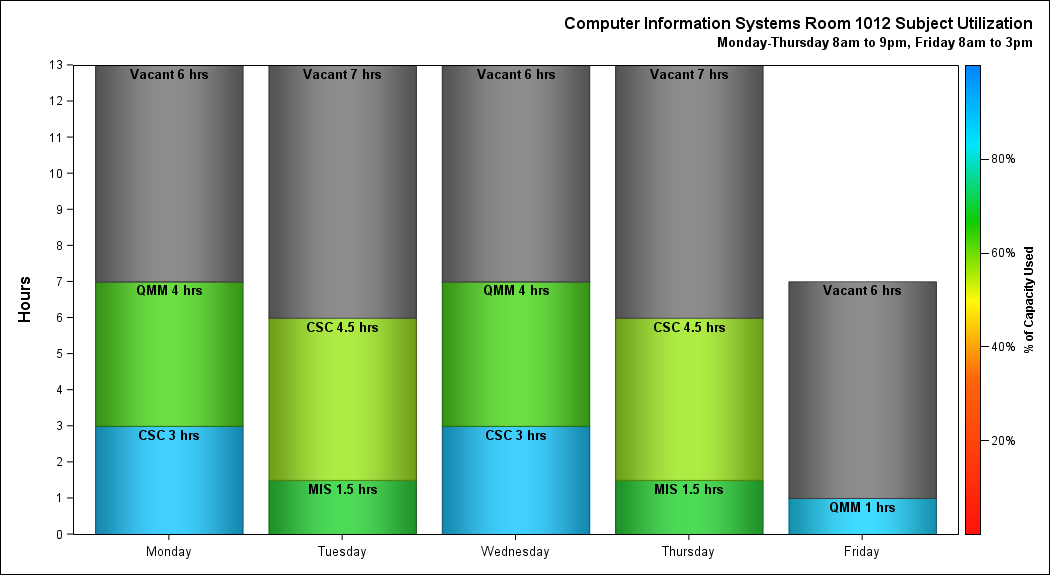 Computer Information Systems Room 1012 Subject Utilization
Monday-Thursday 8am to 9pm, Friday 8am to 3pm
Hours
13
12
11
10
9
8
7
6
5
4
3
2
1
0
Vacant 6 hrs
QMM 4 hrs
CSC 3 hrs
Vacant 7 hrs
CSC 4.5 hrs
MIS 1.5 hrs
Vacant 6 hrs
QMM 4 hrs
CSC 3 hrs
Vacant 7 hrs
CSC 4.5 hrs
MIS 1.5 hrs
Vacant 6 hrs
QMM 1 hrs
Monday
Tuesday
Wednesday
Thursday
Friday
80%
60%
40%
20%
% of Capacity Used